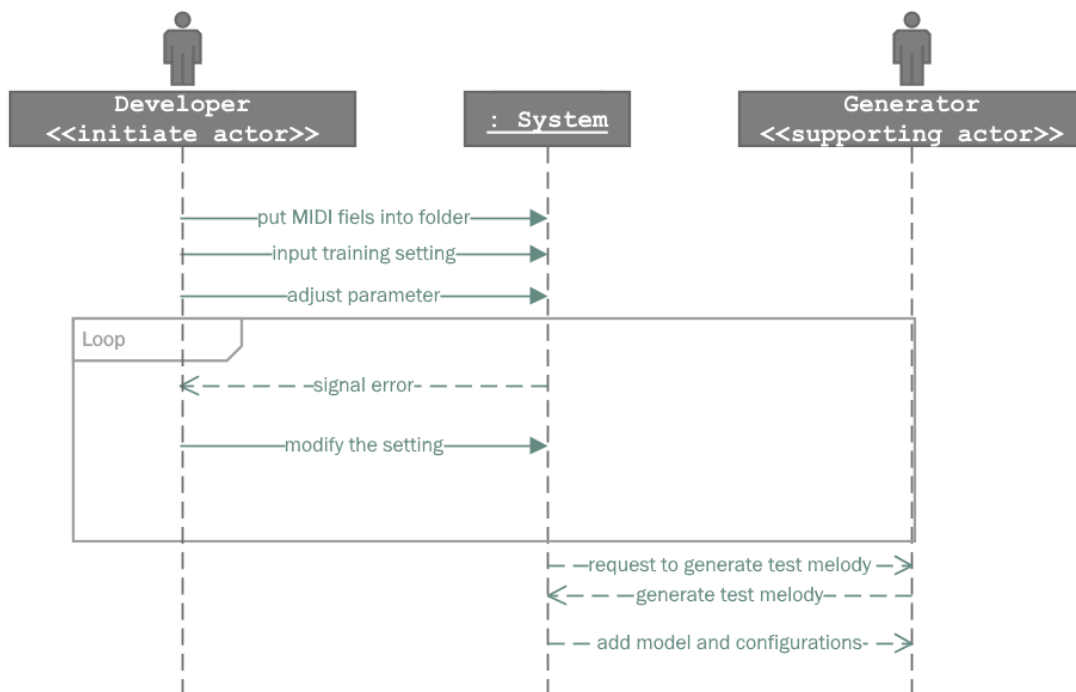 Developer
<<initiate actor>>
: System
Generator
<<supporting actor>>
put MIDI fiels into folder
input training setting
adjust parameter
Loop
signal error
modify the setting
request to generate test melody
generate test melody
add model and configurations